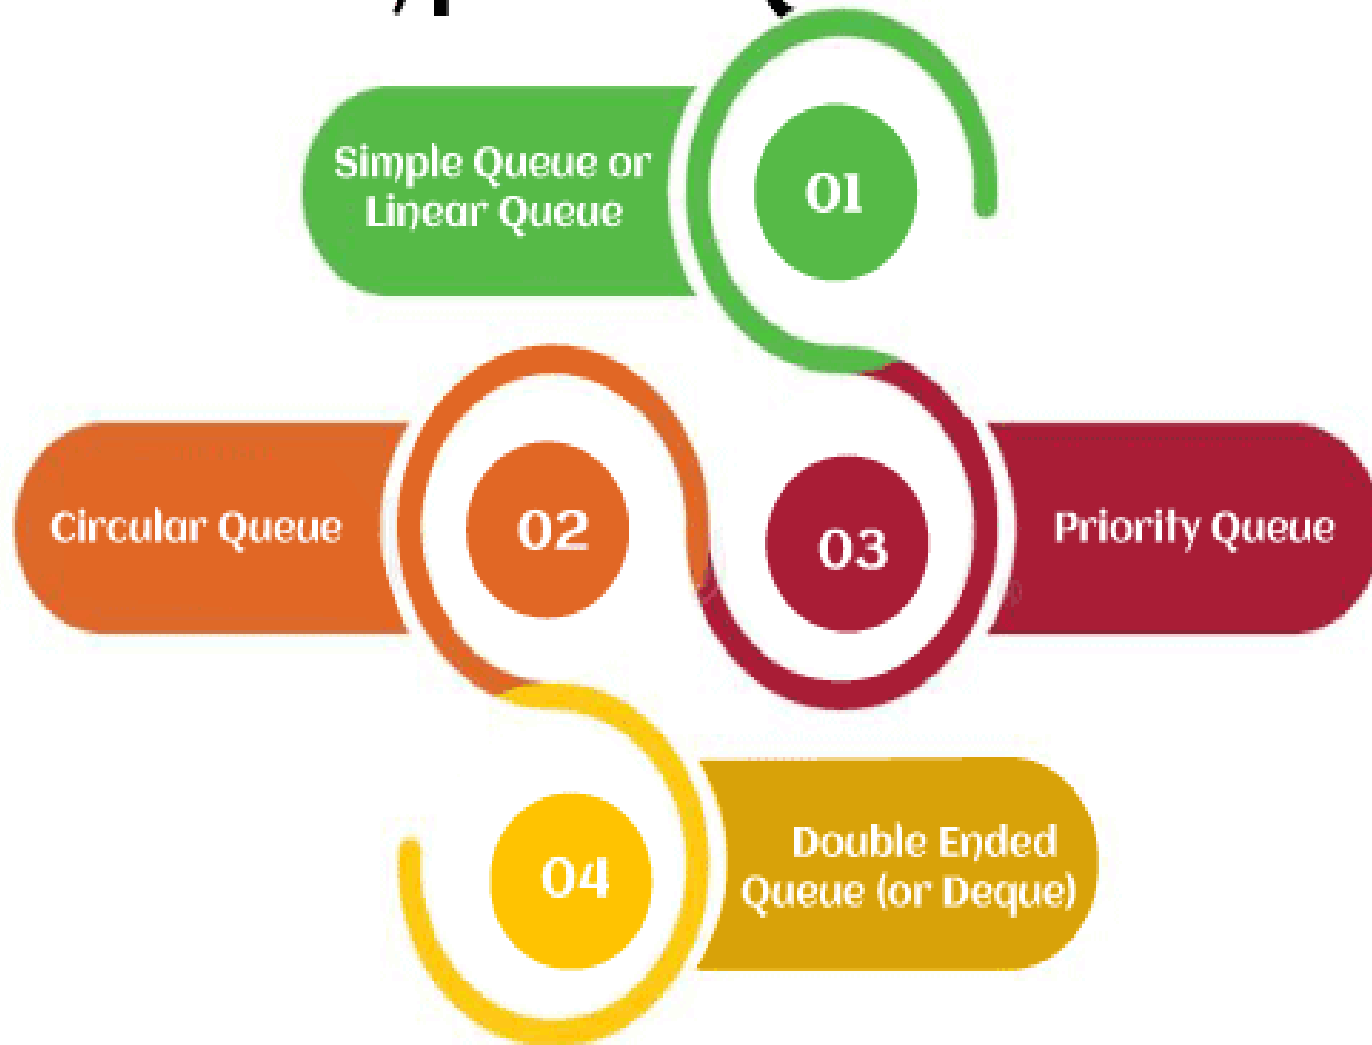 Simple Queue or
Linear Queue
01
Circular Queue
02
03
Priority Queue
04
Double Ended
Queue (or Deque)